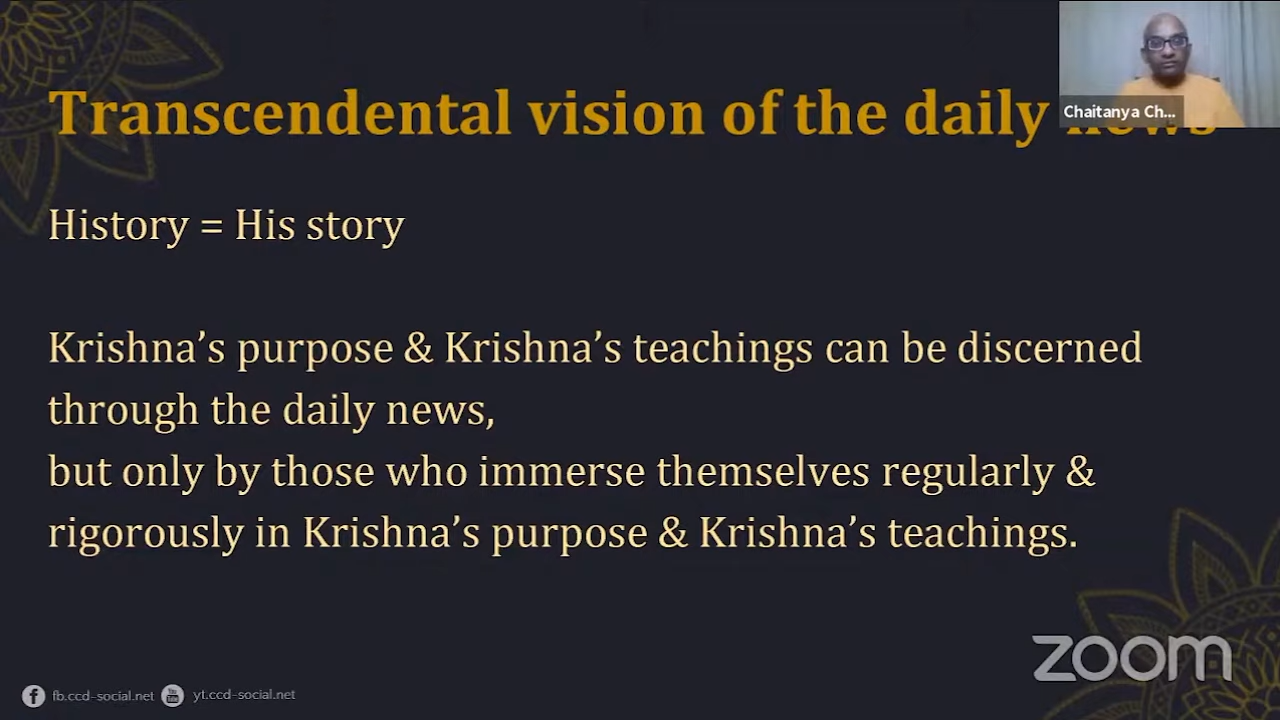 Transcendental vision of the daily
Chaitanya Ch...
History = His story
Krishna’s purpose & Krishna’s teachings can be discerned
through the daily news,
but only by those who immerse themselves regularly &
rigorously in Krishna’s purpose & Krishna’s teachings.
zoom
fb.ccd-social.net
You Tube
yt.ccd-social.net